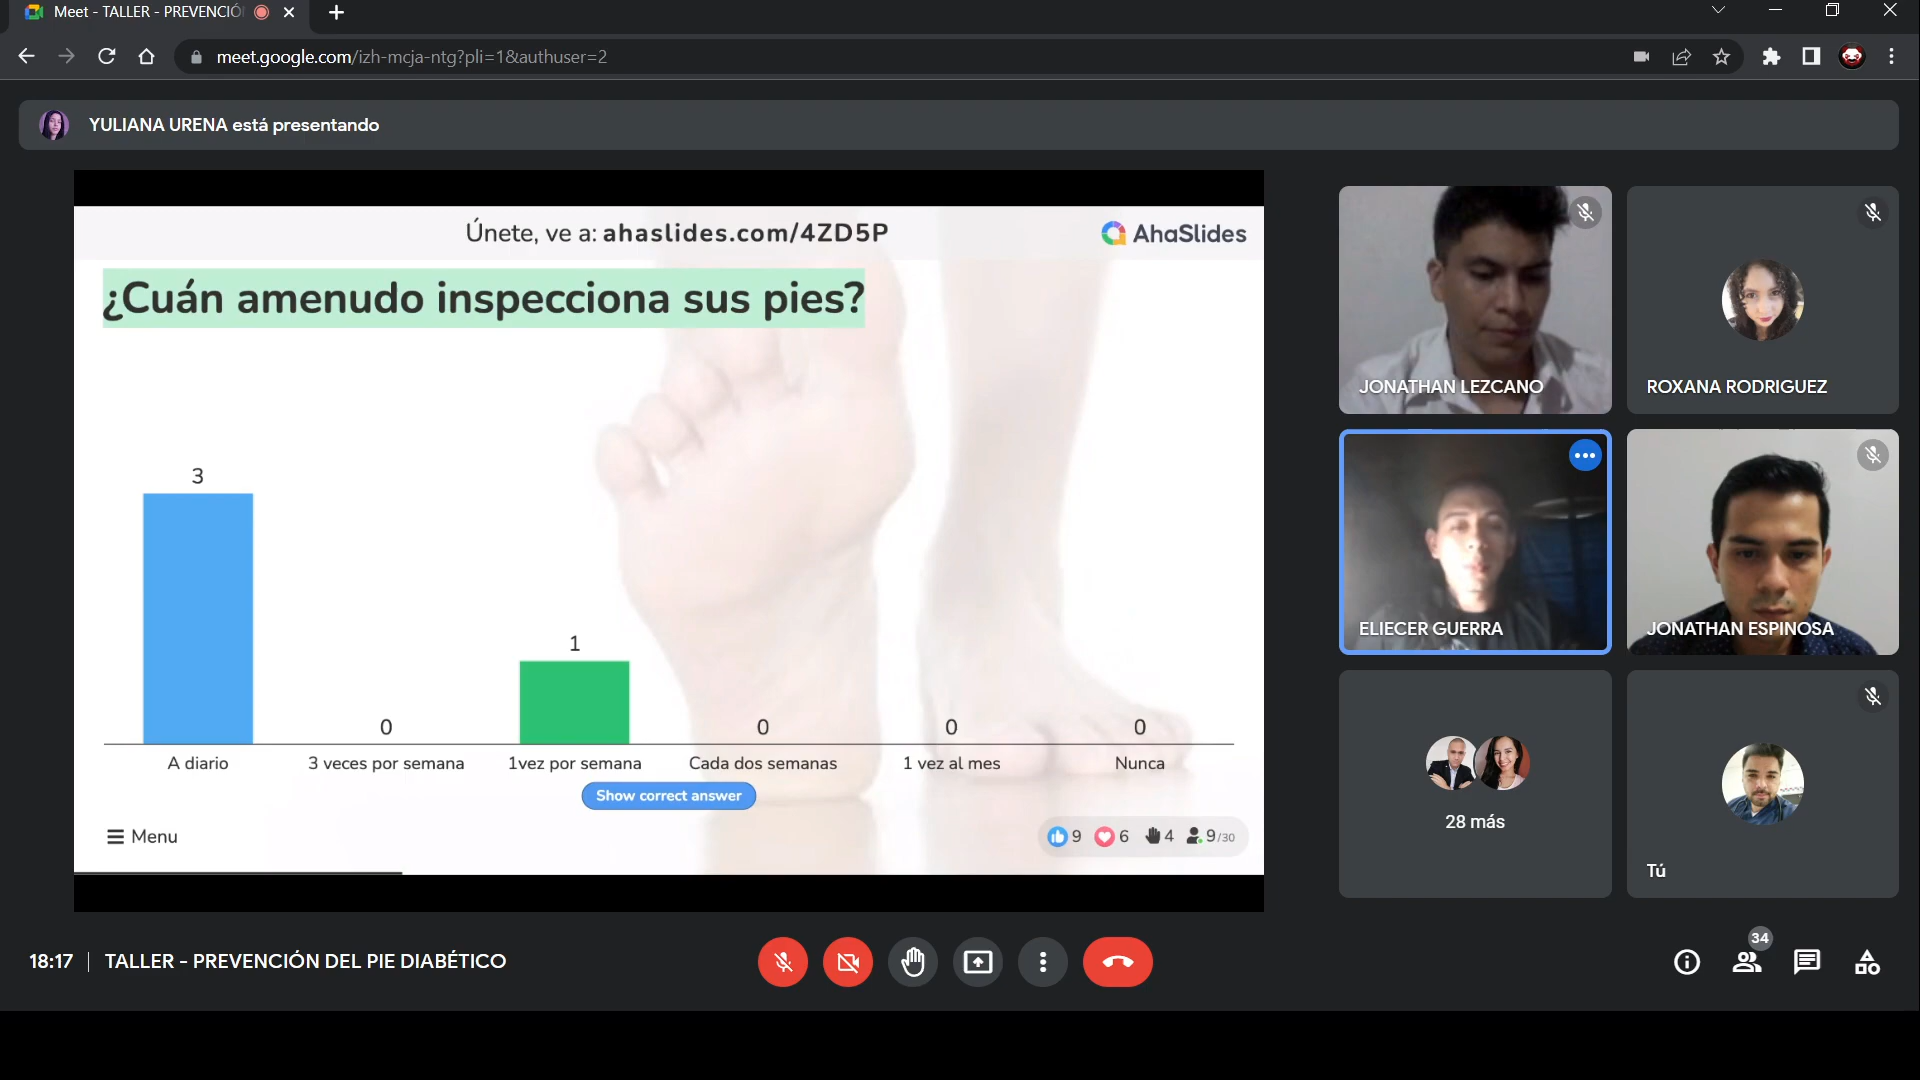 Meet - TALLER - PREVENCIÓ
meet.google.com/izh-mcja-ntg?pli=1&authuser=2
YULIANA URENA está presentando
Únete, ve a: ahaslides.com/4ZD5P
AhaSlides
¿Cuán amenudo inspecciona sus pies?
3
0
1
0
0
0
A diario
3 veces por semana
1vez por semana
Cada dos semanas
1 vez al mes
Nunca
Show correct answer
Menu
9 6 4 9/30
JONATHAN LEZCANO
ROXANA RODRIGUEZ
ELIECER GUERRA
JONATHAN ESPINOSA
28 más
Tú
18:17 | TALLER - PREVENCIÓN DEL PIE DIABÉTICO
34